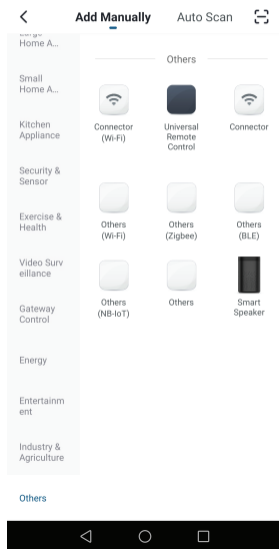 Add Manually Auto Scan
Home A...
Small
Home A...
Kitchen
Appliance
Security &
Sensor
Exercise &
Health
Video Surv
eillance
Gateway
Control
Energy
Entertainm
ent
Industry &
Agriculture
Others
Others
Connector
(Wi-Fi)
Universal
Remote
Control
Connector
Others
(Wi-Fi)
Others
(Zigbee)
Others
(BLE)
Others
(NB-IoT)
Others
Smart
Speaker